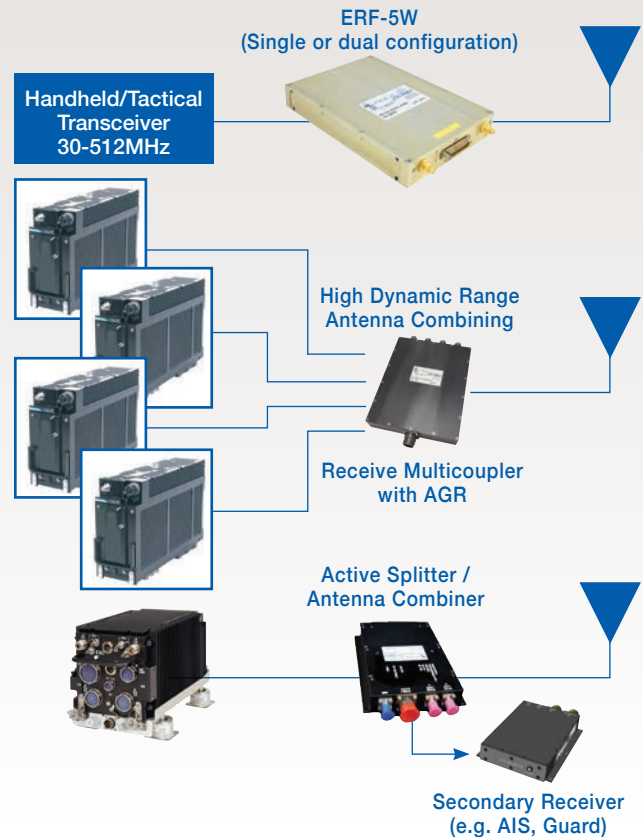 ERF-5W
(Single or dual configuration)
Handheld/Tactical
Transceiver
30-512MHz
High Dynamic Range
Antenna Combining
Receive Multicoupler
with AGR
Active Splitter /
Antenna Combiner
Secondary Receiver
(e.g. AIS, Guard)